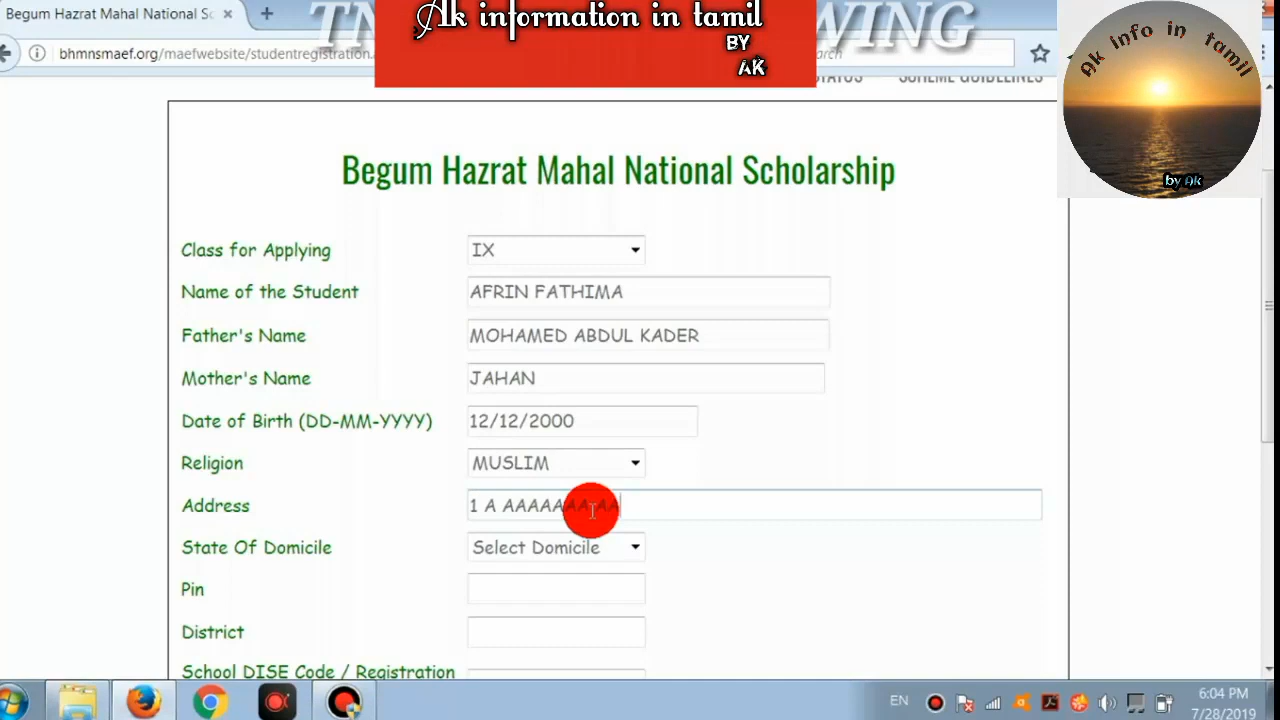 Begum Hazrat Mahal National Sc
Ak information in tamil
BY
AK
bhmnsmaef.org/maefwebsite/studentregistration.
Ak info in tamil
by Ak
SCHEME GUIDELINES
Begum Hazrat Mahal National Scholarship
Class for Applying IX
Name of the Student AFRIN FATHIMA
Father's Name MOHAMED ABDUL KADER
Mother's Name JAHAN
Date of Birth (DD-MM-YYYY) 12/12/2000
Religion MUSLIM
Address 1 A
State Of Domicile Select Domicile
Pin
District
School DISE Code / Registration
EN
6:04 PM
7/28/2019